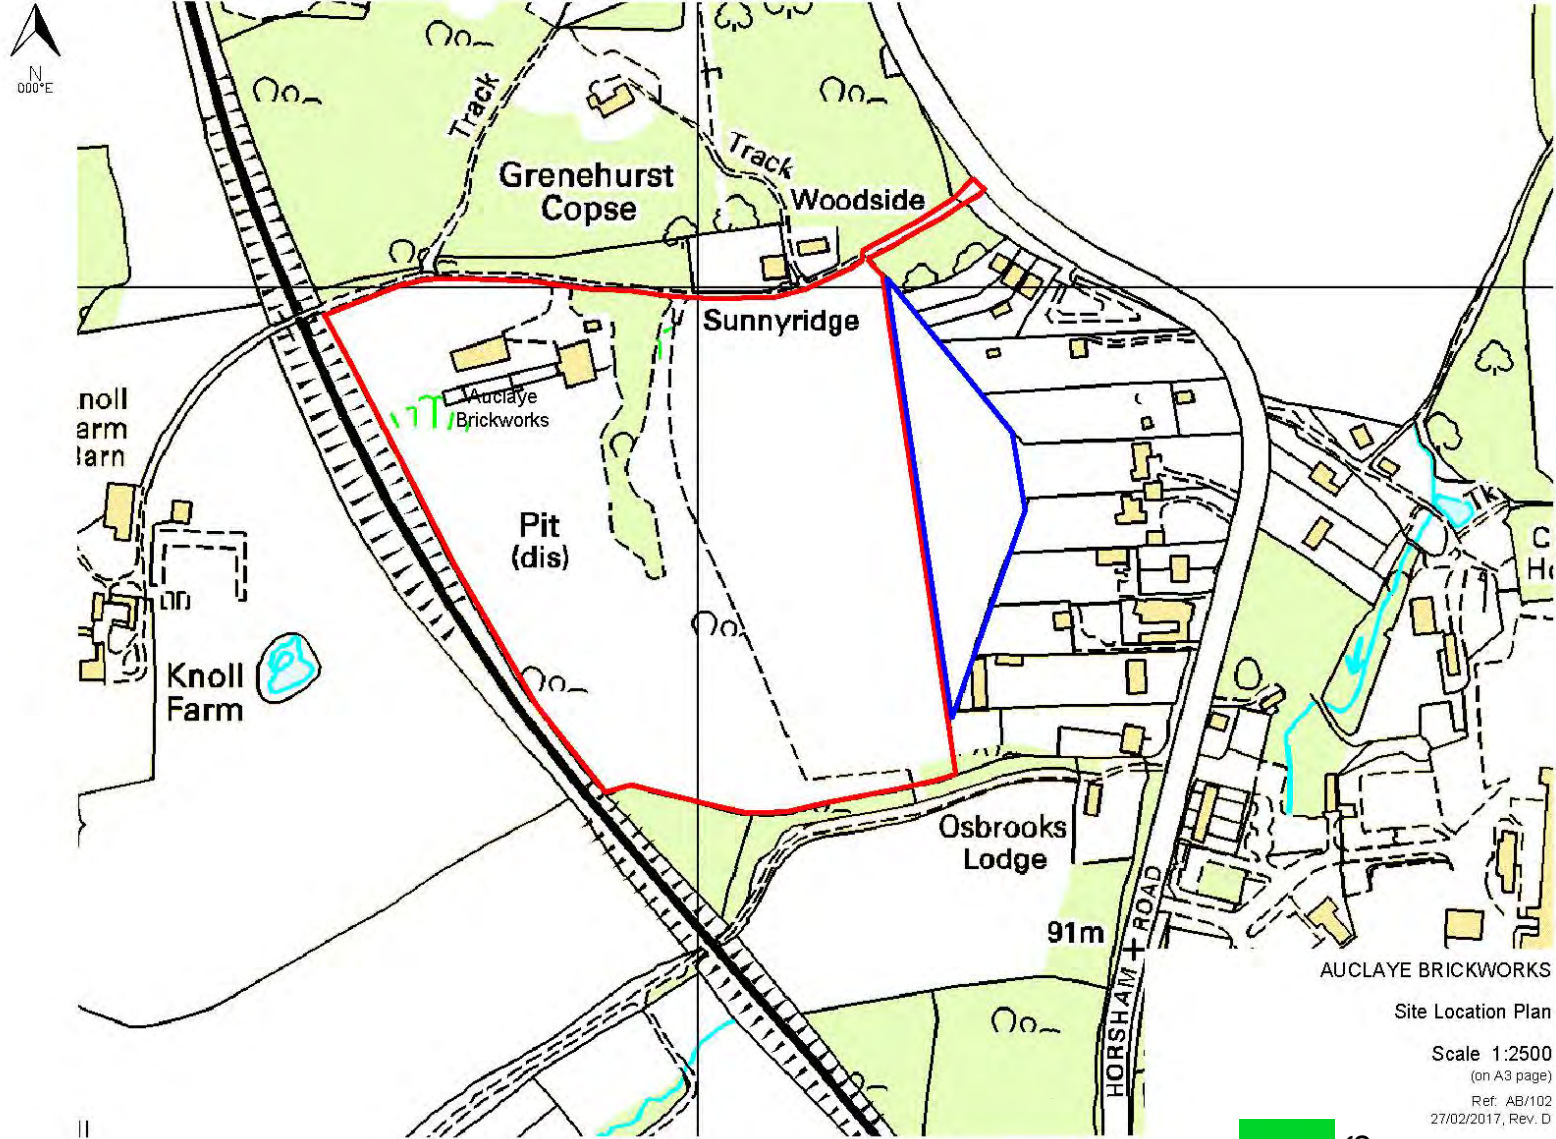 N
000°E
Track
Track
Grenehurst
Copse
Woodside
Sunnyridge
Auclaye
Brickworks
Pit
(dis)
Knoll
Farm
Osbrooks
Lodge
91m
HORSHAM ROAD
AUCLAYE BRICKWORKS
Site Location Plan
Scale 1:2500
(on A3 page)
Ref: AB/102
27/02/2017, Rev. D